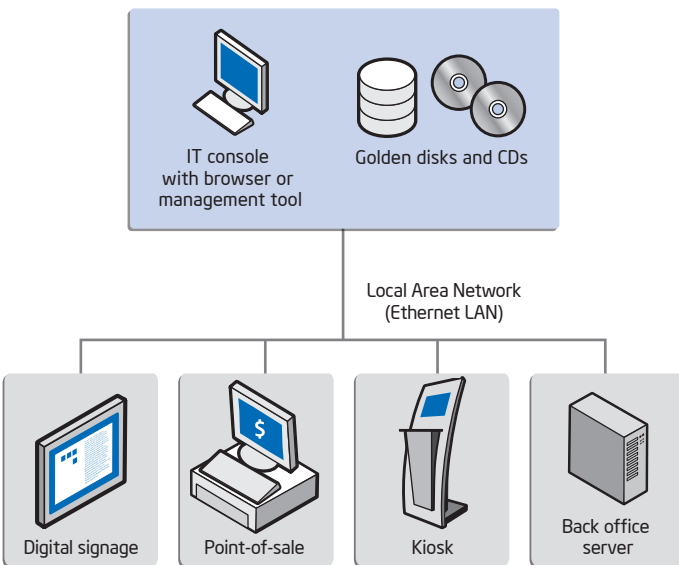 IT console
with browser or
management tool
Golden disks and CDs
Local Area Network
(Ethernet LAN)
$
Digital signage
Point-of-sale
Kiosk
Back office
server